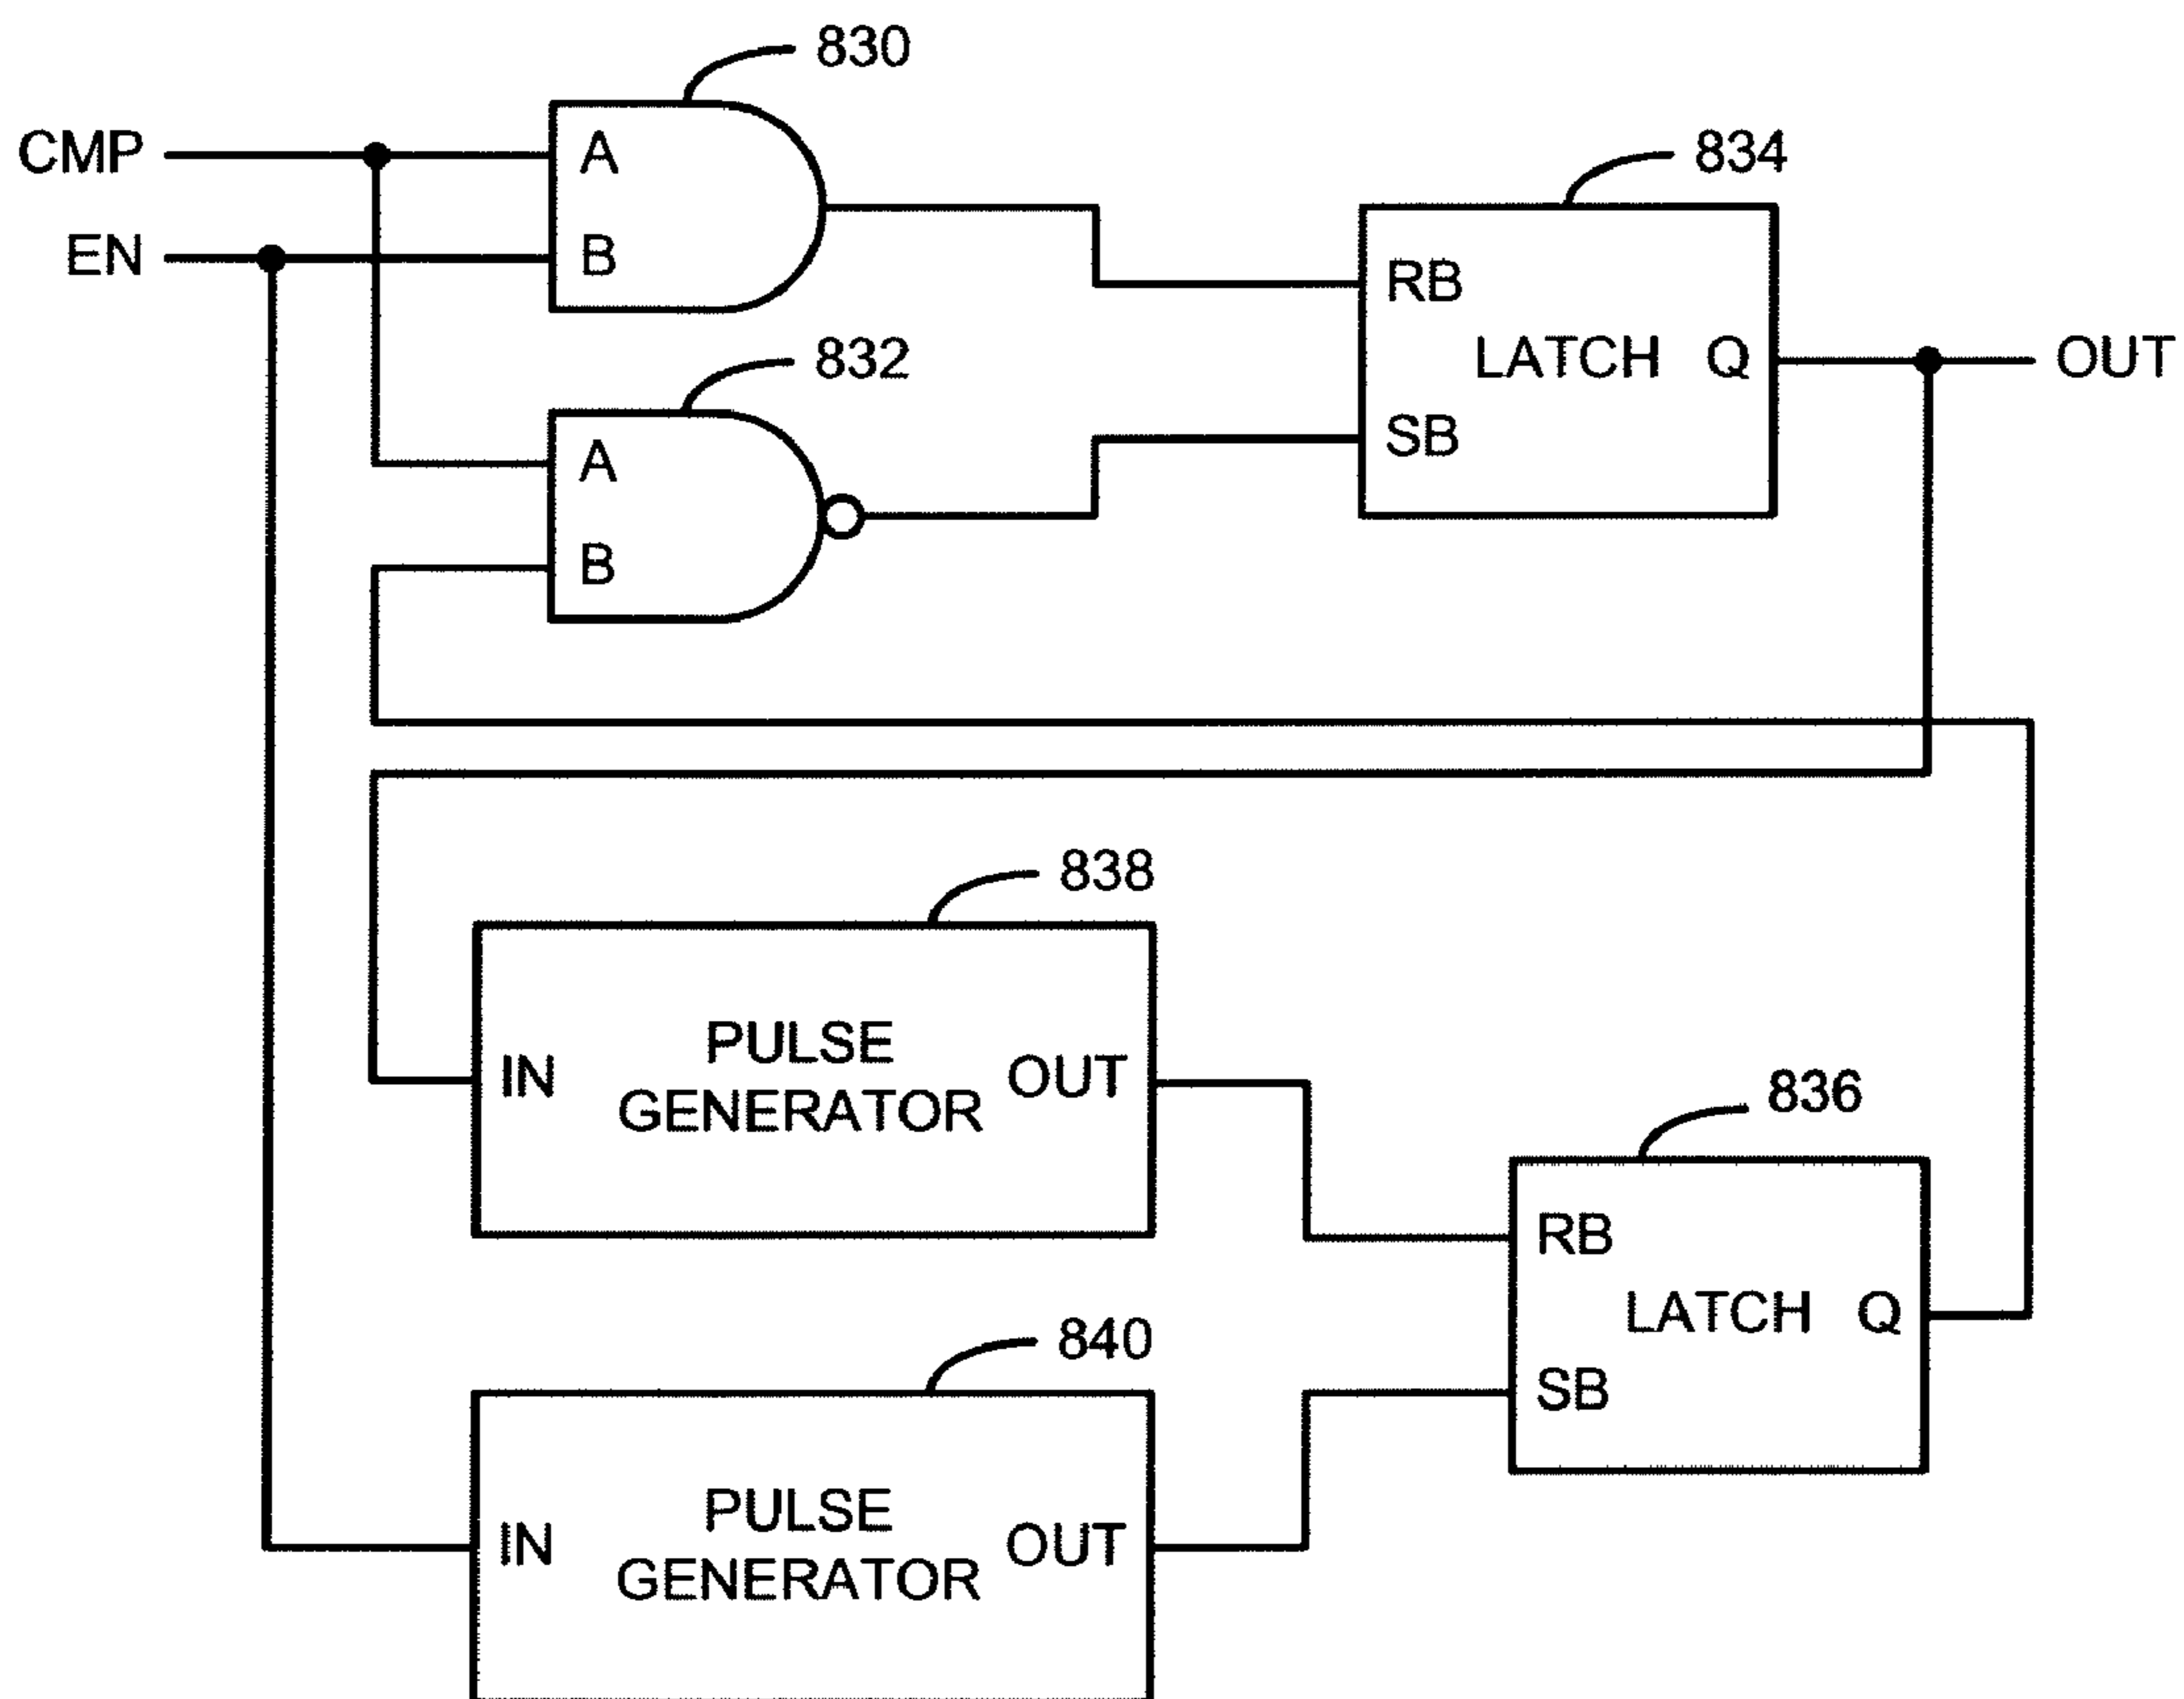 830
CMP
A
834
EN
B
RB
832
LATCH Q
OUT
A
SB
B
838
PULSE
IN
OUT
GENERATOR
836
RB
LATCH Q
840
SB
PULSE
IN
OUT
GENERATOR